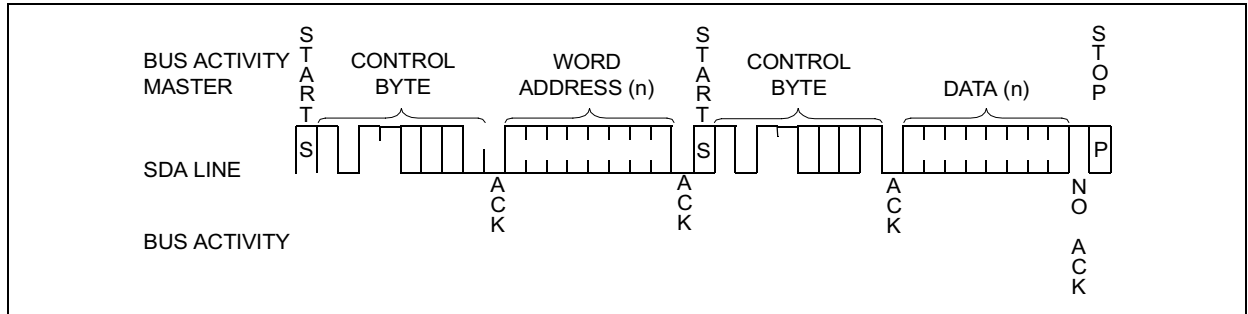 BUS ACTIVITY
MASTER
START
CONTROL
BYTE
WORD
ADDRESS (n)
START
CONTROL
BYTE
DATA (n)
STOP
SDA LINE
S
S
P
BUS ACTIVITY
ACK
ACK
ACK
NO ACK